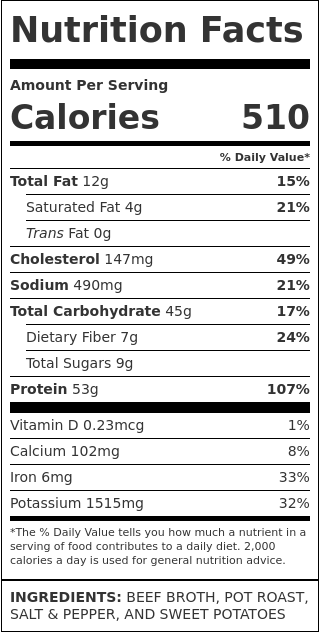 Nutrition Facts
Amount Per Serving
Calories 510
% Daily Value*
Total Fat 12g 15%
Saturated Fat 4g 21%
Trans Fat 0g
Cholesterol 147mg 49%
Sodium 490mg 21%
Total Carbohydrate 45g 17%
Dietary Fiber 7g 24%
Total Sugars 9g
Protein 53g 107%
Vitamin D 0.23mcg 1%
Calcium 102mg 8%
Iron 6mg 33%
Potassium 1515mg 32%
*The % Daily Value tells you how much a nutrient in a
serving of food contributes to a daily diet. 2,000
calories a day is used for general nutrition advice.
INGREDIENTS: BEEF BROTH, POT ROAST,
SALT & PEPPER, AND SWEET POTATOES